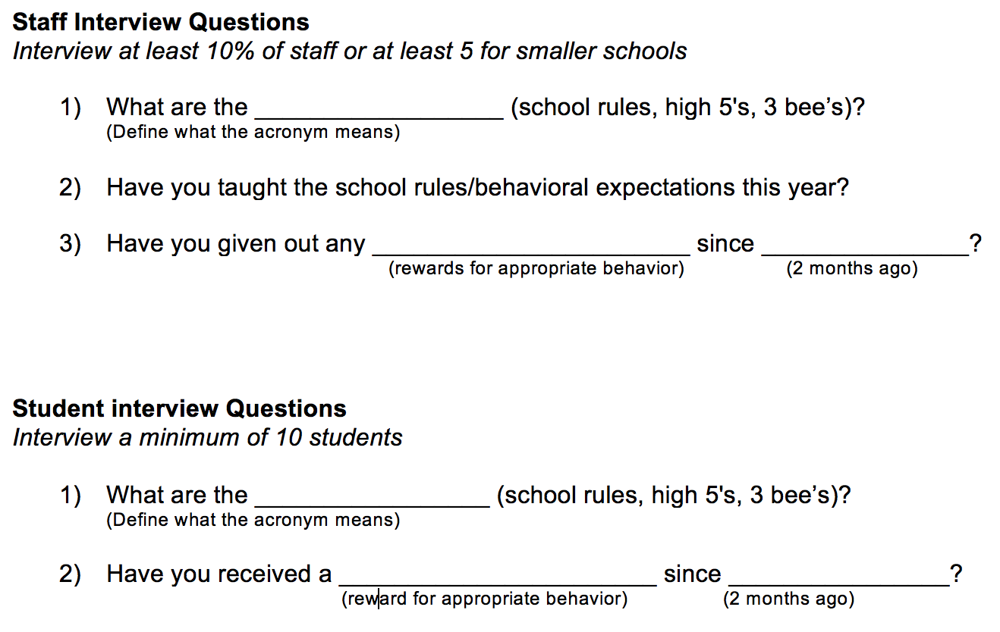 Staff Interview Questions
Interview at least 10% of staff or at least 5 for smaller schools
1) What are the __________________ (school rules, high 5's, 3 bee’s)?
(Define what the acronym means)
2) Have you taught the school rules/behavioral expectations this year?
3) Have you given out any _______________________ since _______________?
(rewards for appropriate behavior) (2 months ago)
Student interview Questions
Interview a minimum of 10 students
1) What are the _________________ (school rules, high 5's, 3 bee’s)?
(Define what the acronym means)
2) Have you received a _______________________ since ________________?
(reward for appropriate behavior) (2 months ago)